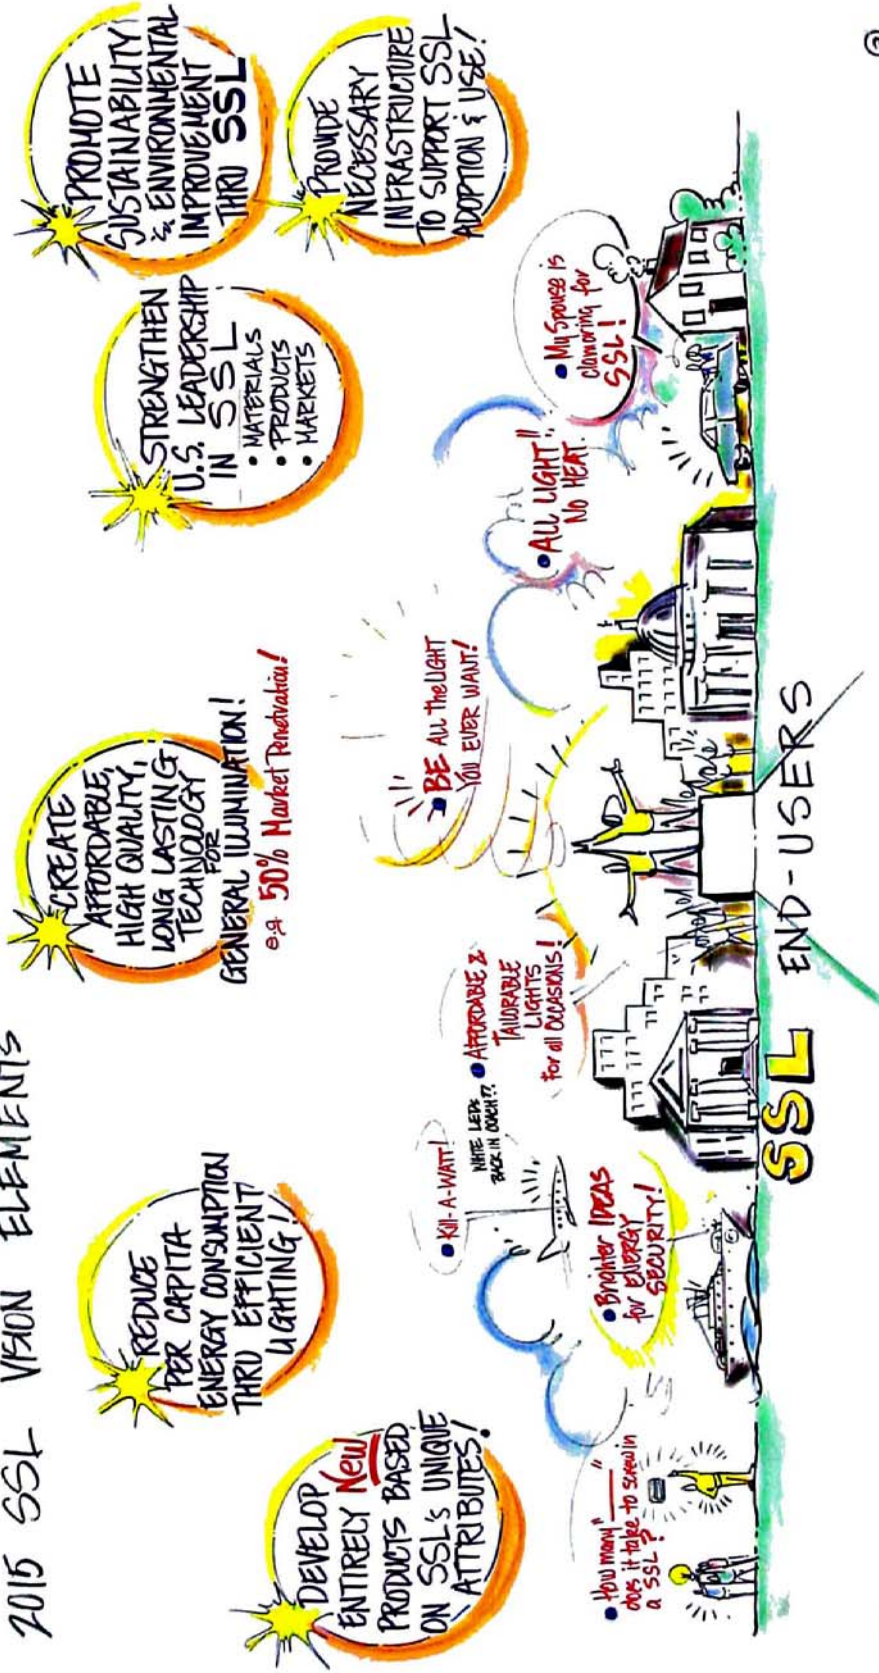 2015 SSL VISION ELEMENTS
DEVELOP
ENTIRELY New
PRODUCTS BASED
ON SSL's UNIQUE
ATTRIBUTES!
REDUCE
PER CAPITA
ENERGY CONSUMPTION
THRU EFFICIENT
LIGHTING!
CREATE
AFFORDABLE,
HIGH QUALITY,
LONG LASTING
TECHNOLOGY
FOR
GENERAL ILLUMINATION!
e.g. 50% Market Penetration!
STRENGTHEN
U.S. LEADERSHIP
IN SSL
• MATERIALS
• PRODUCTS
• MARKETS
PROMOTE
SUSTAINABILITY
& ENVIRONMENTAL
IMPROVEMENT
THRU SSL
PROVIDE
NECESSARY
INFRASTRUCTURE
TO SUPPORT SSL
ADOPTION & USE!
• How many "____"
does it take to screw in
a SSL?
• Brighter IDEAS
for ENERGY
SECURITY!
• Kill-A-WATT!
BACK IN COACH??
• AFFORDABLE &
TAILORABLE
LIGHTS
For all OCCASIONS!
• BE ALL The LIGHT
YOU EVER WANT!
• "ALL LIGHT"
NO HEAT.
• My Spouse is
clamoring for
SSL!
SSL END-USERS